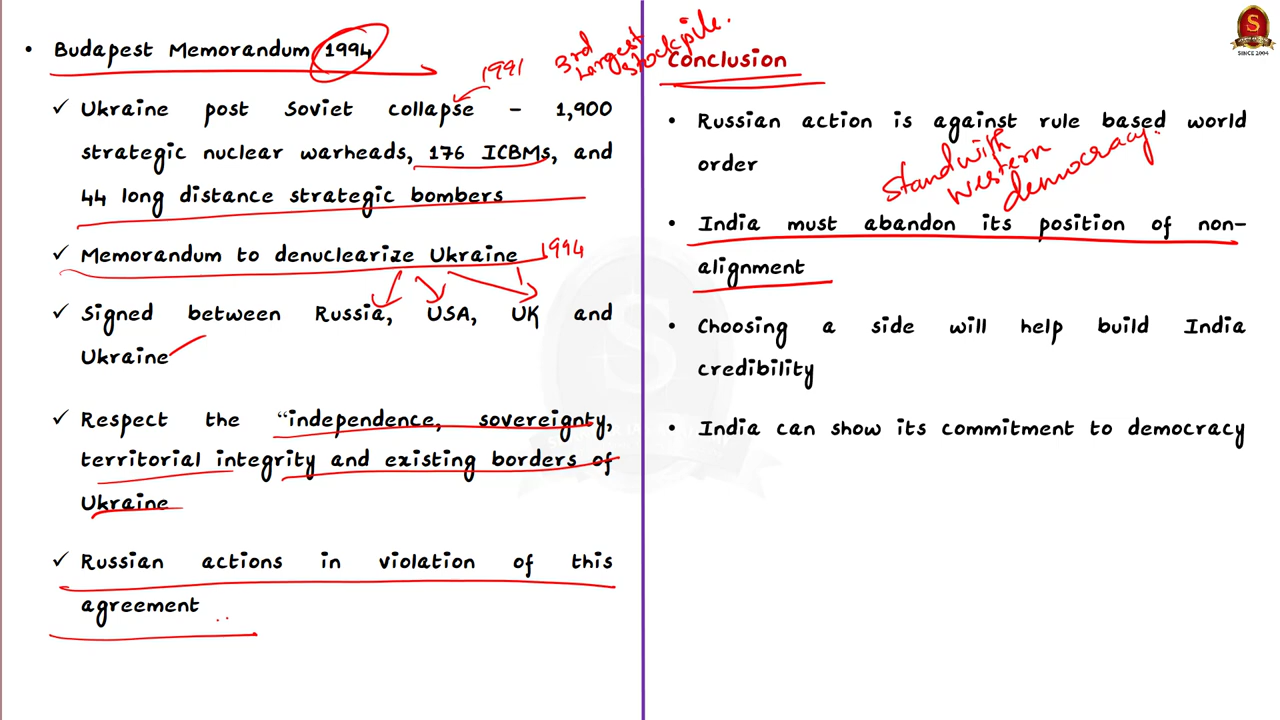 • Budapest Memorandum 1994
1991
3rd
Largest
Stockpile.
✓ Ukraine post Soviet collapse – 1,900
strategic nuclear warheads, 176 ICBMs, and
44 long distance strategic bombers
✓ Memorandum to denuclearize Ukraine 1994
✓ Signed between Russia, USA, UK and
Ukraine
✓ Respect the “independence, sovereignty,
territorial integrity and existing borders of
Ukraine
✓ Russian actions in violation of this
agreement
Conclusion
• Russian action is against rule based world
order
Stand with
western
democracy.
• India must abandon its position of non-
alignment
• Choosing a side will help build India
credibility
• India can show its commitment to democracy
SINCE 2004